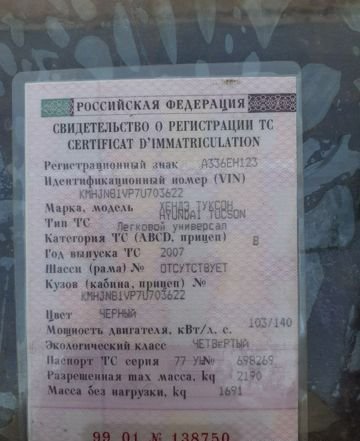 РОССИЙСКАЯ ФЕДЕРАЦИЯ
СВИДЕТЕЛЬСТВО О РЕГИСТРАЦИИ ТС
CERTIFICAT D'IMMATRICULATION
Регистрационный знак А336ЕН123
Идентификационный номер (VIN)
KMHJN81VP7U703622
Марка, модель ХЕНДЭ ТУКСОН
HYUNDAI TUCSON
Тип ТС Легковой универсал
Категория ТС (ABCD, прицеп) B
Год выпуска ТС 2007
Шасси (рама) № ОТСУТСТВУЕТ
Кузов (кабина, прицеп) №
KMHJN81VP7U703622
Цвет ЧЕРНЫЙ
Мощность двигателя, кВт/л. с. 103/140
Экологический класс ЧЕТВЕРТЫЙ
Паспорт ТС серия 77 № 698269
Разрешенная max масса, kg 2190
Масса без нагрузки, kg 1691
99 01 № 138750